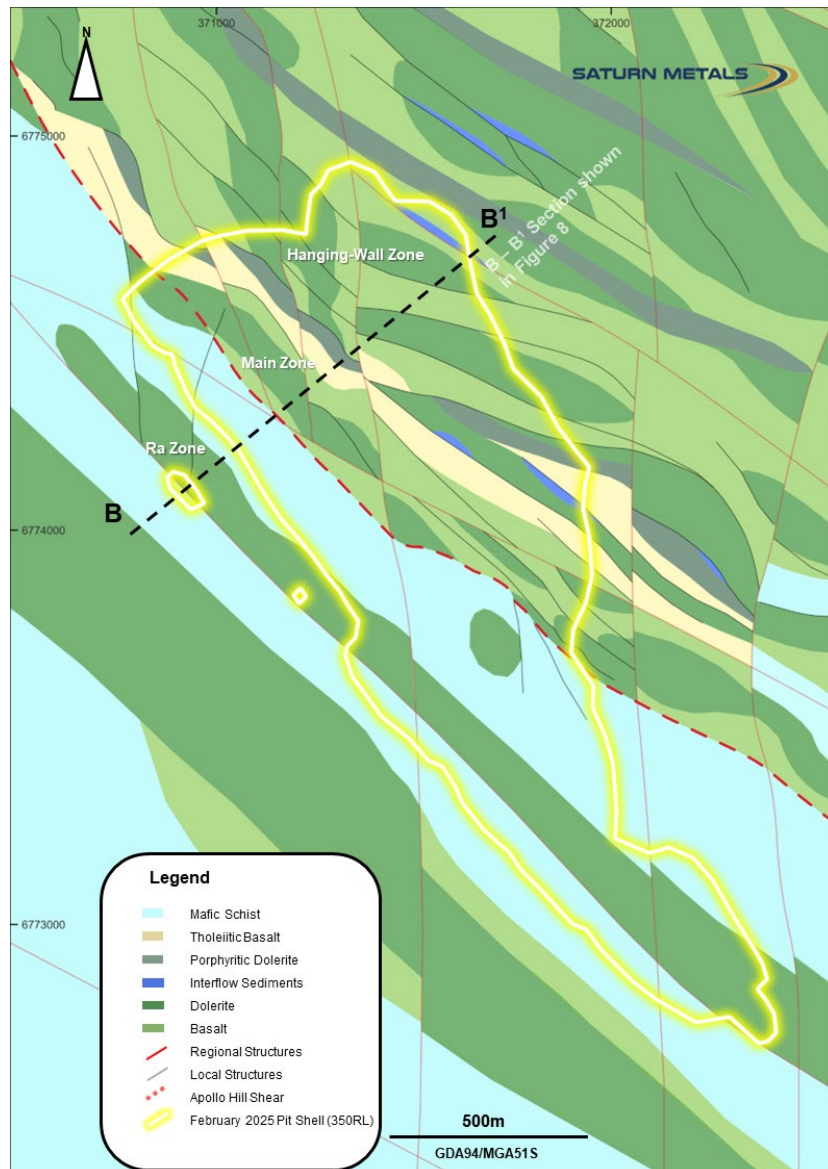 371000
372000
N
SATURN METALS
6775000
B¹
B – B¹ Section shown
in Figure 8
Hanging-Wall Zone
Main Zone
Ra Zone
B
6774000
6773000
Legend
Mafic Schist
Tholeiitic Basalt
Porphyritic Dolerite
Interflow Sediments
Dolerite
Basalt
Regional Structures
Local Structures
Apollo Hill Shear
February 2025 Pit Shell (350RL)
500m
GDA94/MGA51S